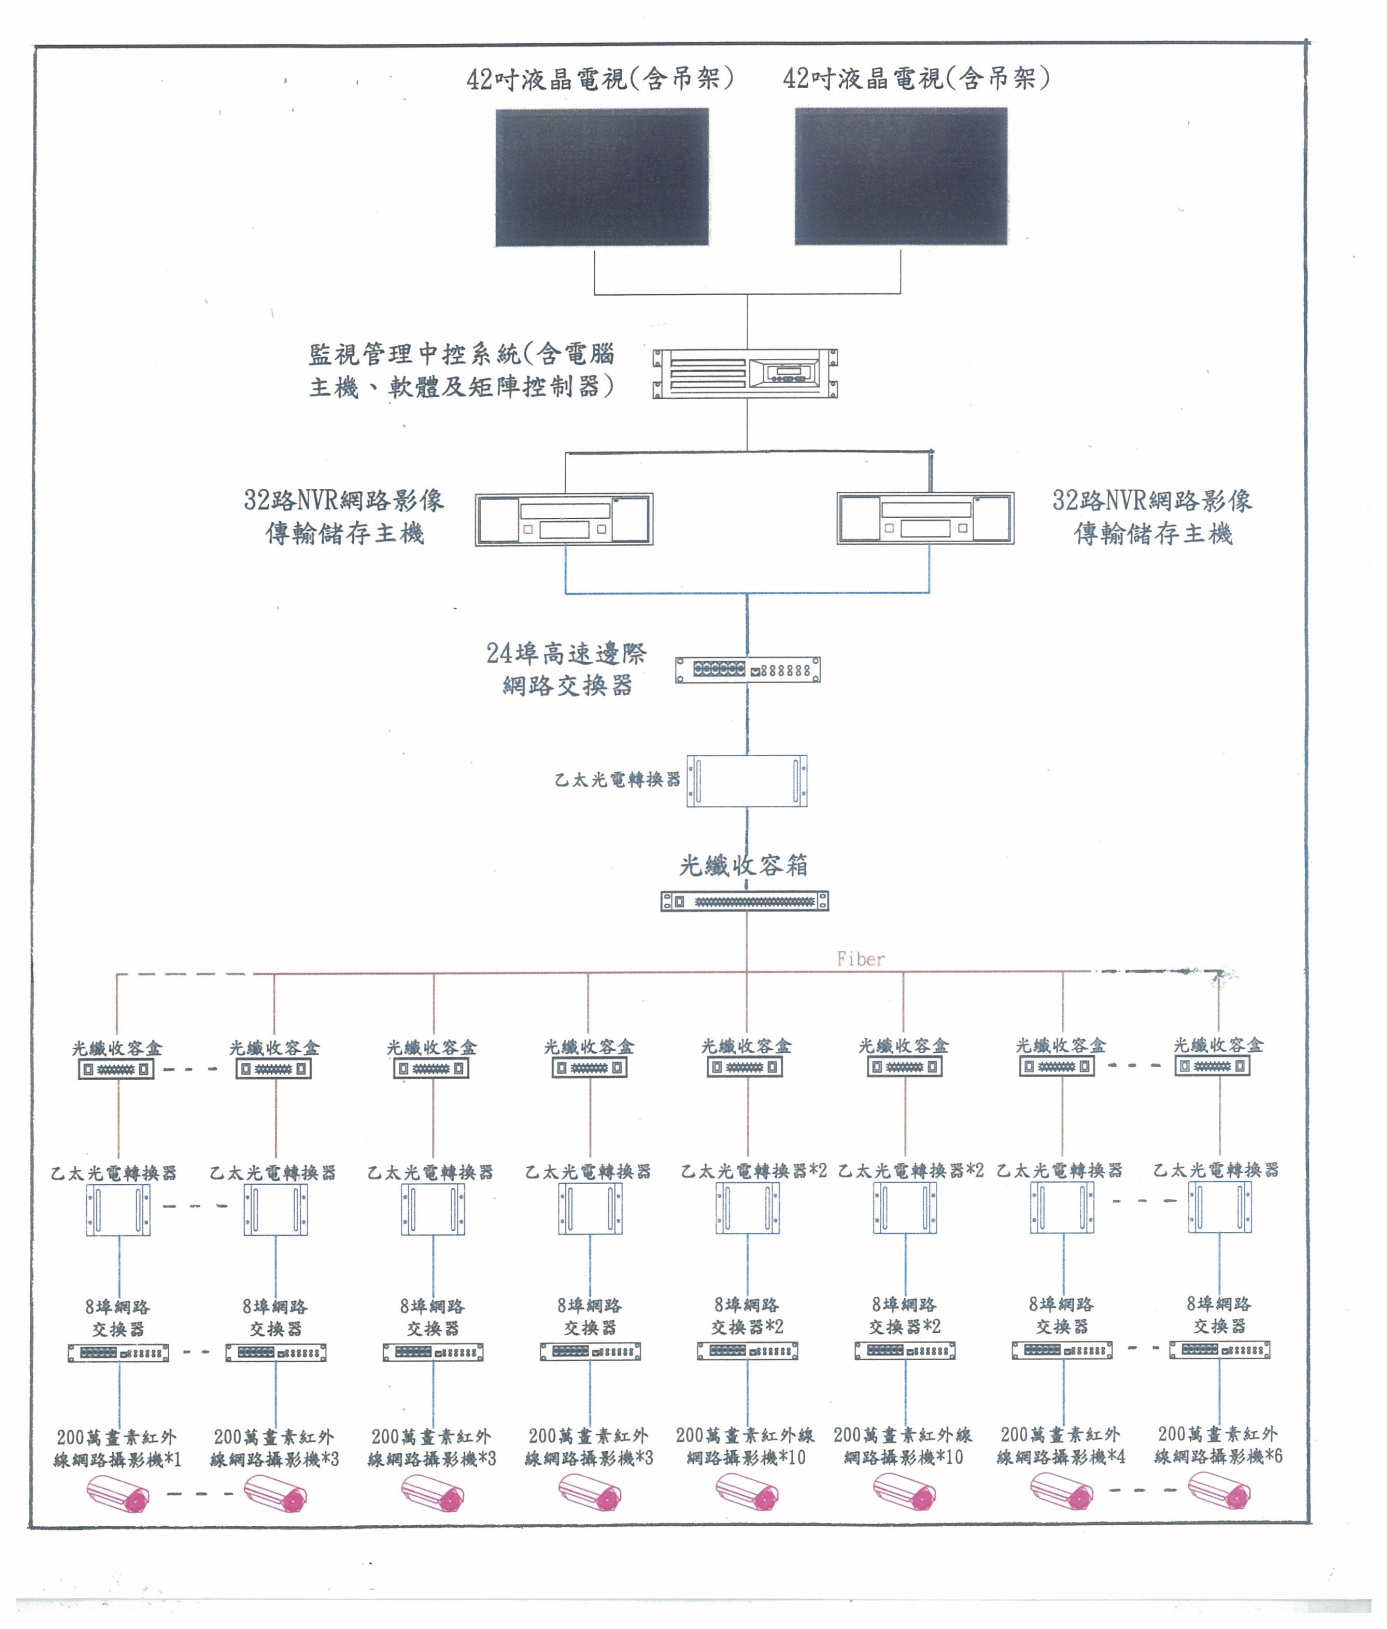 42吋液晶電視(含吊架)
42吋液晶電視(含吊架)
監視管理中控系統(含電腦
主機、軟體及矩陣控制器)
32路NVR網路影像
傳輸儲存主機
32路NVR網路影像
傳輸儲存主機
24埠高速邊際
網路交換器
乙太光電轉換器
光纖收容箱
Fiber
光纖收容盒
光纖收容盒
光纖收容盒
光纖收容盒
光纖收容盒
光纖收容盒
光纖收容盒
光纖收容盒
乙太光電轉換器
乙太光電轉換器
乙太光電轉換器
乙太光電轉換器
乙太光電轉換器*2
乙太光電轉換器*2
乙太光電轉換器
乙太光電轉換器
8埠網路
交換器
8埠網路
交換器
8埠網路
交換器
8埠網路
交換器
8埠網路
交換器*2
8埠網路
交換器*2
8埠網路
交換器
8埠網路
交換器
200萬畫素紅外
線網路攝影機*1
200萬畫素紅外
線網路攝影機*3
200萬畫素紅外
線網路攝影機*3
200萬畫素紅外
線網路攝影機*3
200萬畫素紅外線
網路攝影機*10
200萬畫素紅外線
網路攝影機*10
200萬畫素紅外
線網路攝影機*4
200萬畫素紅外
線網路攝影機*6